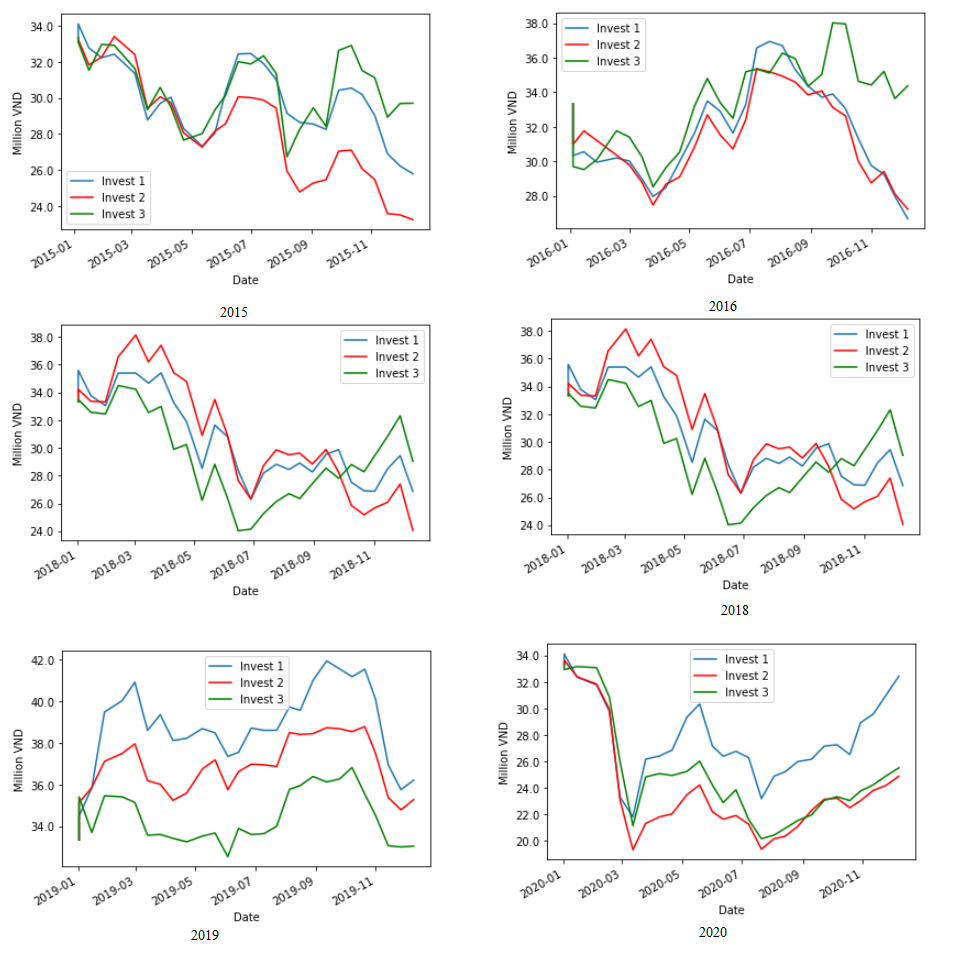 34.0
32.0
30.0
28.0
26.0
24.0
Million VND
Invest 1
Invest 2
Invest 3
2015-01
2015-03
2015-05
2015-07
2015-09
2015-11
Date
2015
38.0
36.0
34.0
32.0
30.0
28.0
Million VND
Invest 1
Invest 2
Invest 3
2016-01
2016-03
2016-05
2016-07
2016-09
2016-11
Date
2016
38.0
36.0
34.0
32.0
30.0
28.0
26.0
24.0
Million VND
Invest 1
Invest 2
Invest 3
2018-01
2018-03
2018-05
2018-07
2018-09
2018-11
Date
38.0
36.0
34.0
32.0
30.0
28.0
26.0
24.0
Million VND
Invest 1
Invest 2
Invest 3
2018-01
2018-03
2018-05
2018-07
2018-09
2018-11
Date
2018
42.0
40.0
38.0
36.0
34.0
Million VND
Invest 1
Invest 2
Invest 3
2019-01
2019-03
2019-05
2019-07
2019-09
2019-11
Date
2019
34.0
32.0
30.0
28.0
26.0
24.0
22.0
20.0
Million VND
Invest 1
Invest 2
Invest 3
2020-01
2020-03
2020-05
2020-07
2020-09
2020-11
Date
2020